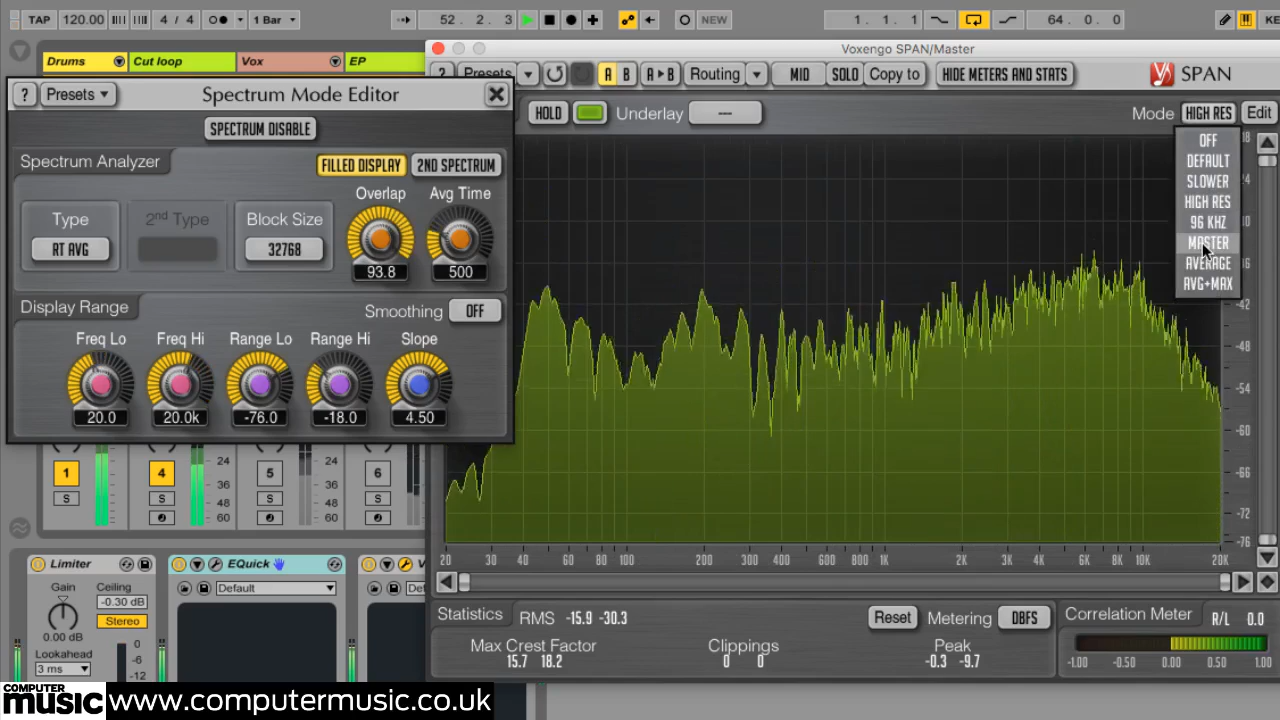 TAP 120.00 4 / 4 1 Bar 52. 2. 3 NEW 1. 1. 1 64. 0. 0
Voxengo SPAN/Master
Drums Cut loop Vox EP
? Presets A B A▸B Routing MID SOLO Copy to HIDE METERS AND STATS SPAN
? Presets Spectrum Mode Editor
HOLD Underlay --- Mode HIGH RES Edit
SPECTRUM DISABLE
OFF
DEFAULT
SLOWER
HIGH RES
96 KHZ
MASTER
AVERAGE
AVG+MAX
Spectrum Analyzer FILLED DISPLAY 2ND SPECTRUM
Overlap Avg Time
Type 2nd Type Block Size
RT AVG 32768
93.8 500
Display Range Smoothing OFF
Freq Lo Freq Hi Range Lo Range Hi Slope
20.0 20.0k -76.0 -18.0 4.50
-42
-48
-54
-60
-66
-72
-76
1 4 5 6
24 24
S S S S
36 36
48 48
60 60
20 30 40 60 80 100 200 300 400 600 800 1K 2K 3K 4K 6K 8K 10K 20K
Limiter EQuick
Gain Ceiling Default
-0.30 dB
Stereo
0.00 dB
Lookahead 0
3 ms -6
-12
Statistics RMS -15.9 -30.3 Reset Metering DBFS Correlation Meter R/L 0.0
Max Crest Factor Clippings Peak
15.7 18.2 0 0 -0.3 -9.7
-1.00 -0.50 0.00 0.50 1.00
COMPUTER
music www.computermusic.co.uk